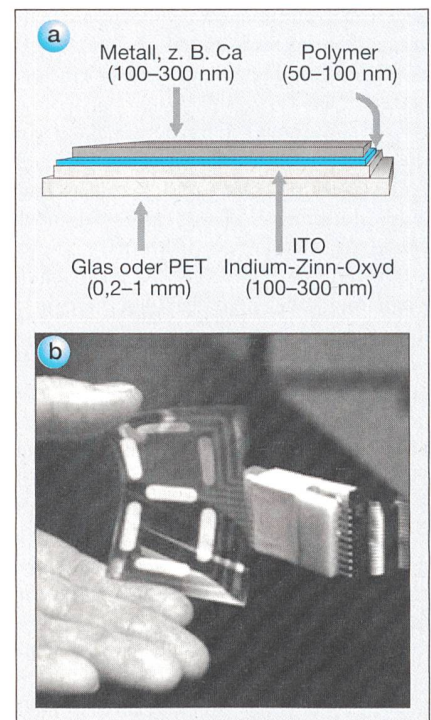 a
Metall, z. B. Ca
(100–300 nm)
Polymer
(50–100 nm)
Glas oder PET
(0,2–1 mm)
ITO
Indium-Zinn-Oxyd
(100–300 nm)
b